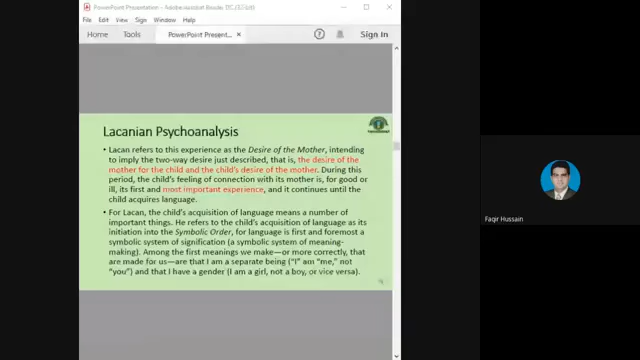 PowerPoint Presentation - Adobe Acrobat Reader DC (32-bit)
File Edit View Sign Window Help
Home Tools PowerPoint Present... Sign In
Lacanian Psychoanalysis
• Lacan refers to this experience as the Desire of the Mother, intending
to imply the two-way desire just described, that is, the desire of the
mother for the child and the child's desire of the mother. During this
period, the child's feeling of connection with its mother is, for good or
ill, its first and most important experience, and it continues until the
child acquires language.
• For Lacan, the child's acquisition of language means a number of
important things. He refers to the child's acquisition of language as its
initiation into the Symbolic Order, for language is first and foremost a
symbolic system of signification (a symbolic system of meaning-
making). Among the first meanings we make—or more correctly, that
are made for us—are that I am a separate being ("I" am "me," not
"you") and that I have a gender (I am a girl, not a boy, or vice versa).
Faqir Hussain